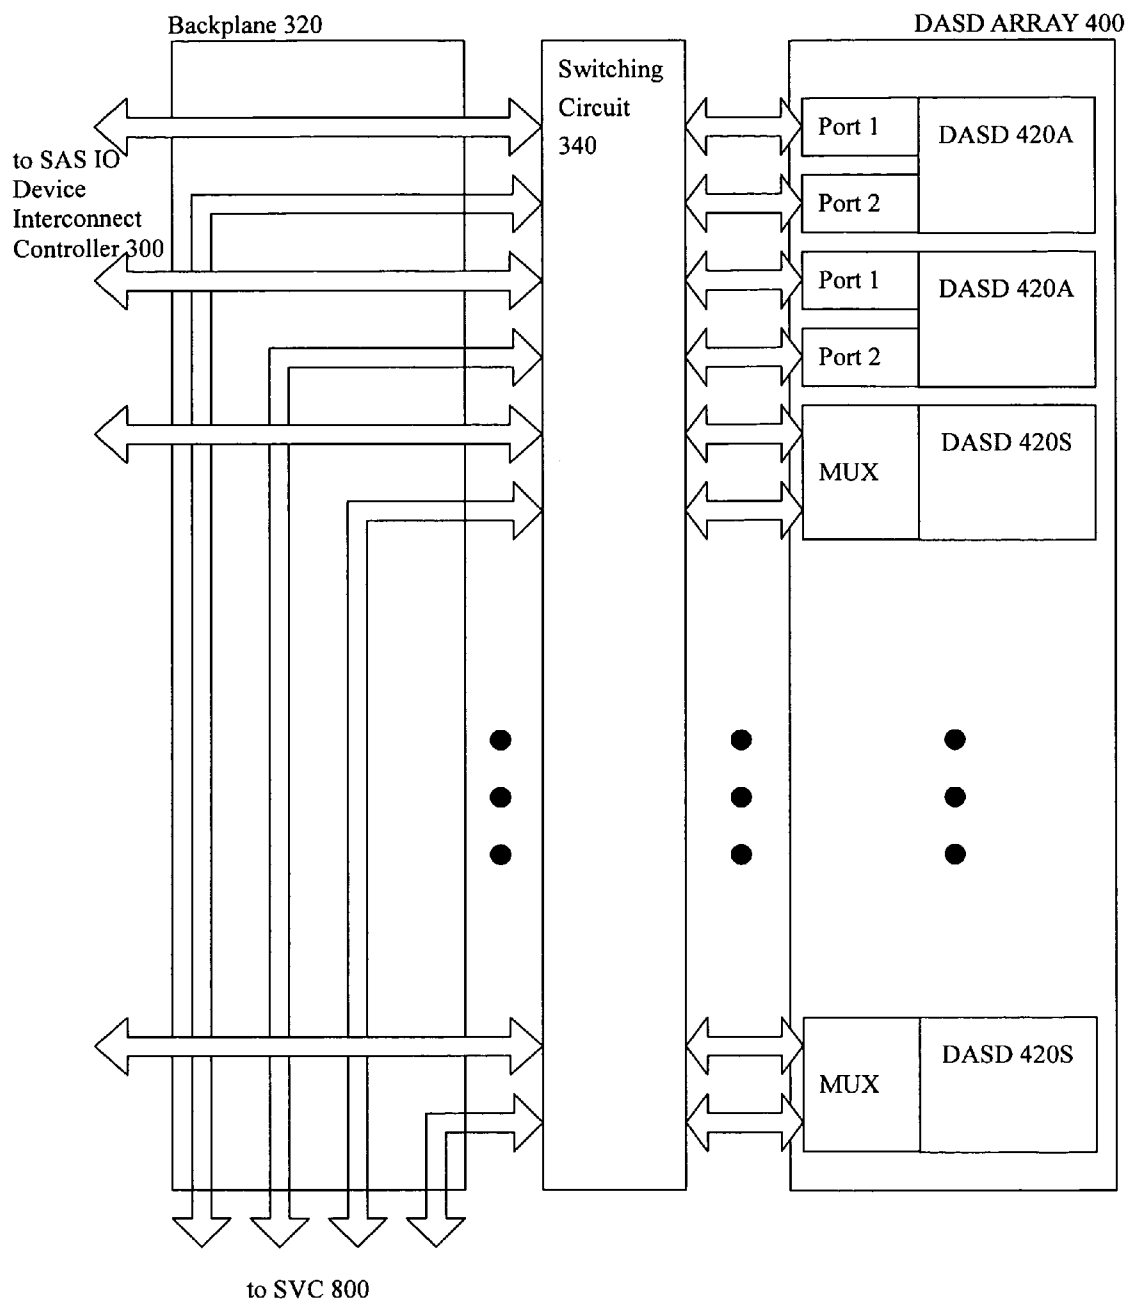 Backplane 320
DASD ARRAY 400
Switching
Circuit
340
to SAS IO
Device
Interconnect
Controller 300
Port 1
DASD 420A
Port 2
Port 1
DASD 420A
Port 2
DASD 420S
MUX
DASD 420S
MUX
to SVC 800